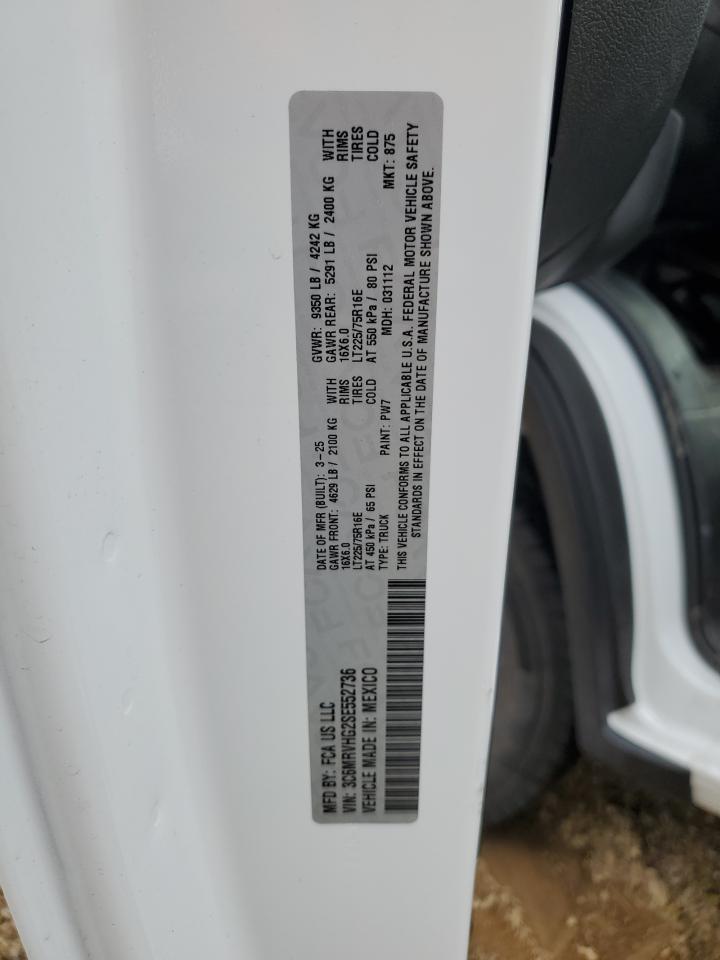 MFD BY: FCA US LLC
VIN: 3C6MRVHG2SE552736
VEHICLE MADE IN: MEXICO
DATE OF MFR (BUILT): 3-25
GVWR: 9350 LB / 4242 KG
GAWR FRONT: 4629 LB / 2100 KG WITH
GAWR REAR: 5291 LB / 2400 KG WITH
16X6.0 RIMS
16X6.0 RIMS
LT225/75R16E TIRES
LT225/75R16E TIRES
AT 450 kPa / 65 PSI COLD
AT 550 kPa / 80 PSI COLD
TYPE: TRUCK PAINT: PW7 MDH: 031112 MKT: 875
THIS VEHICLE CONFORMS TO ALL APPLICABLE U.S.A. FEDERAL MOTOR VEHICLE SAFETY
STANDARDS IN EFFECT ON THE DATE OF MANUFACTURE SHOWN ABOVE.